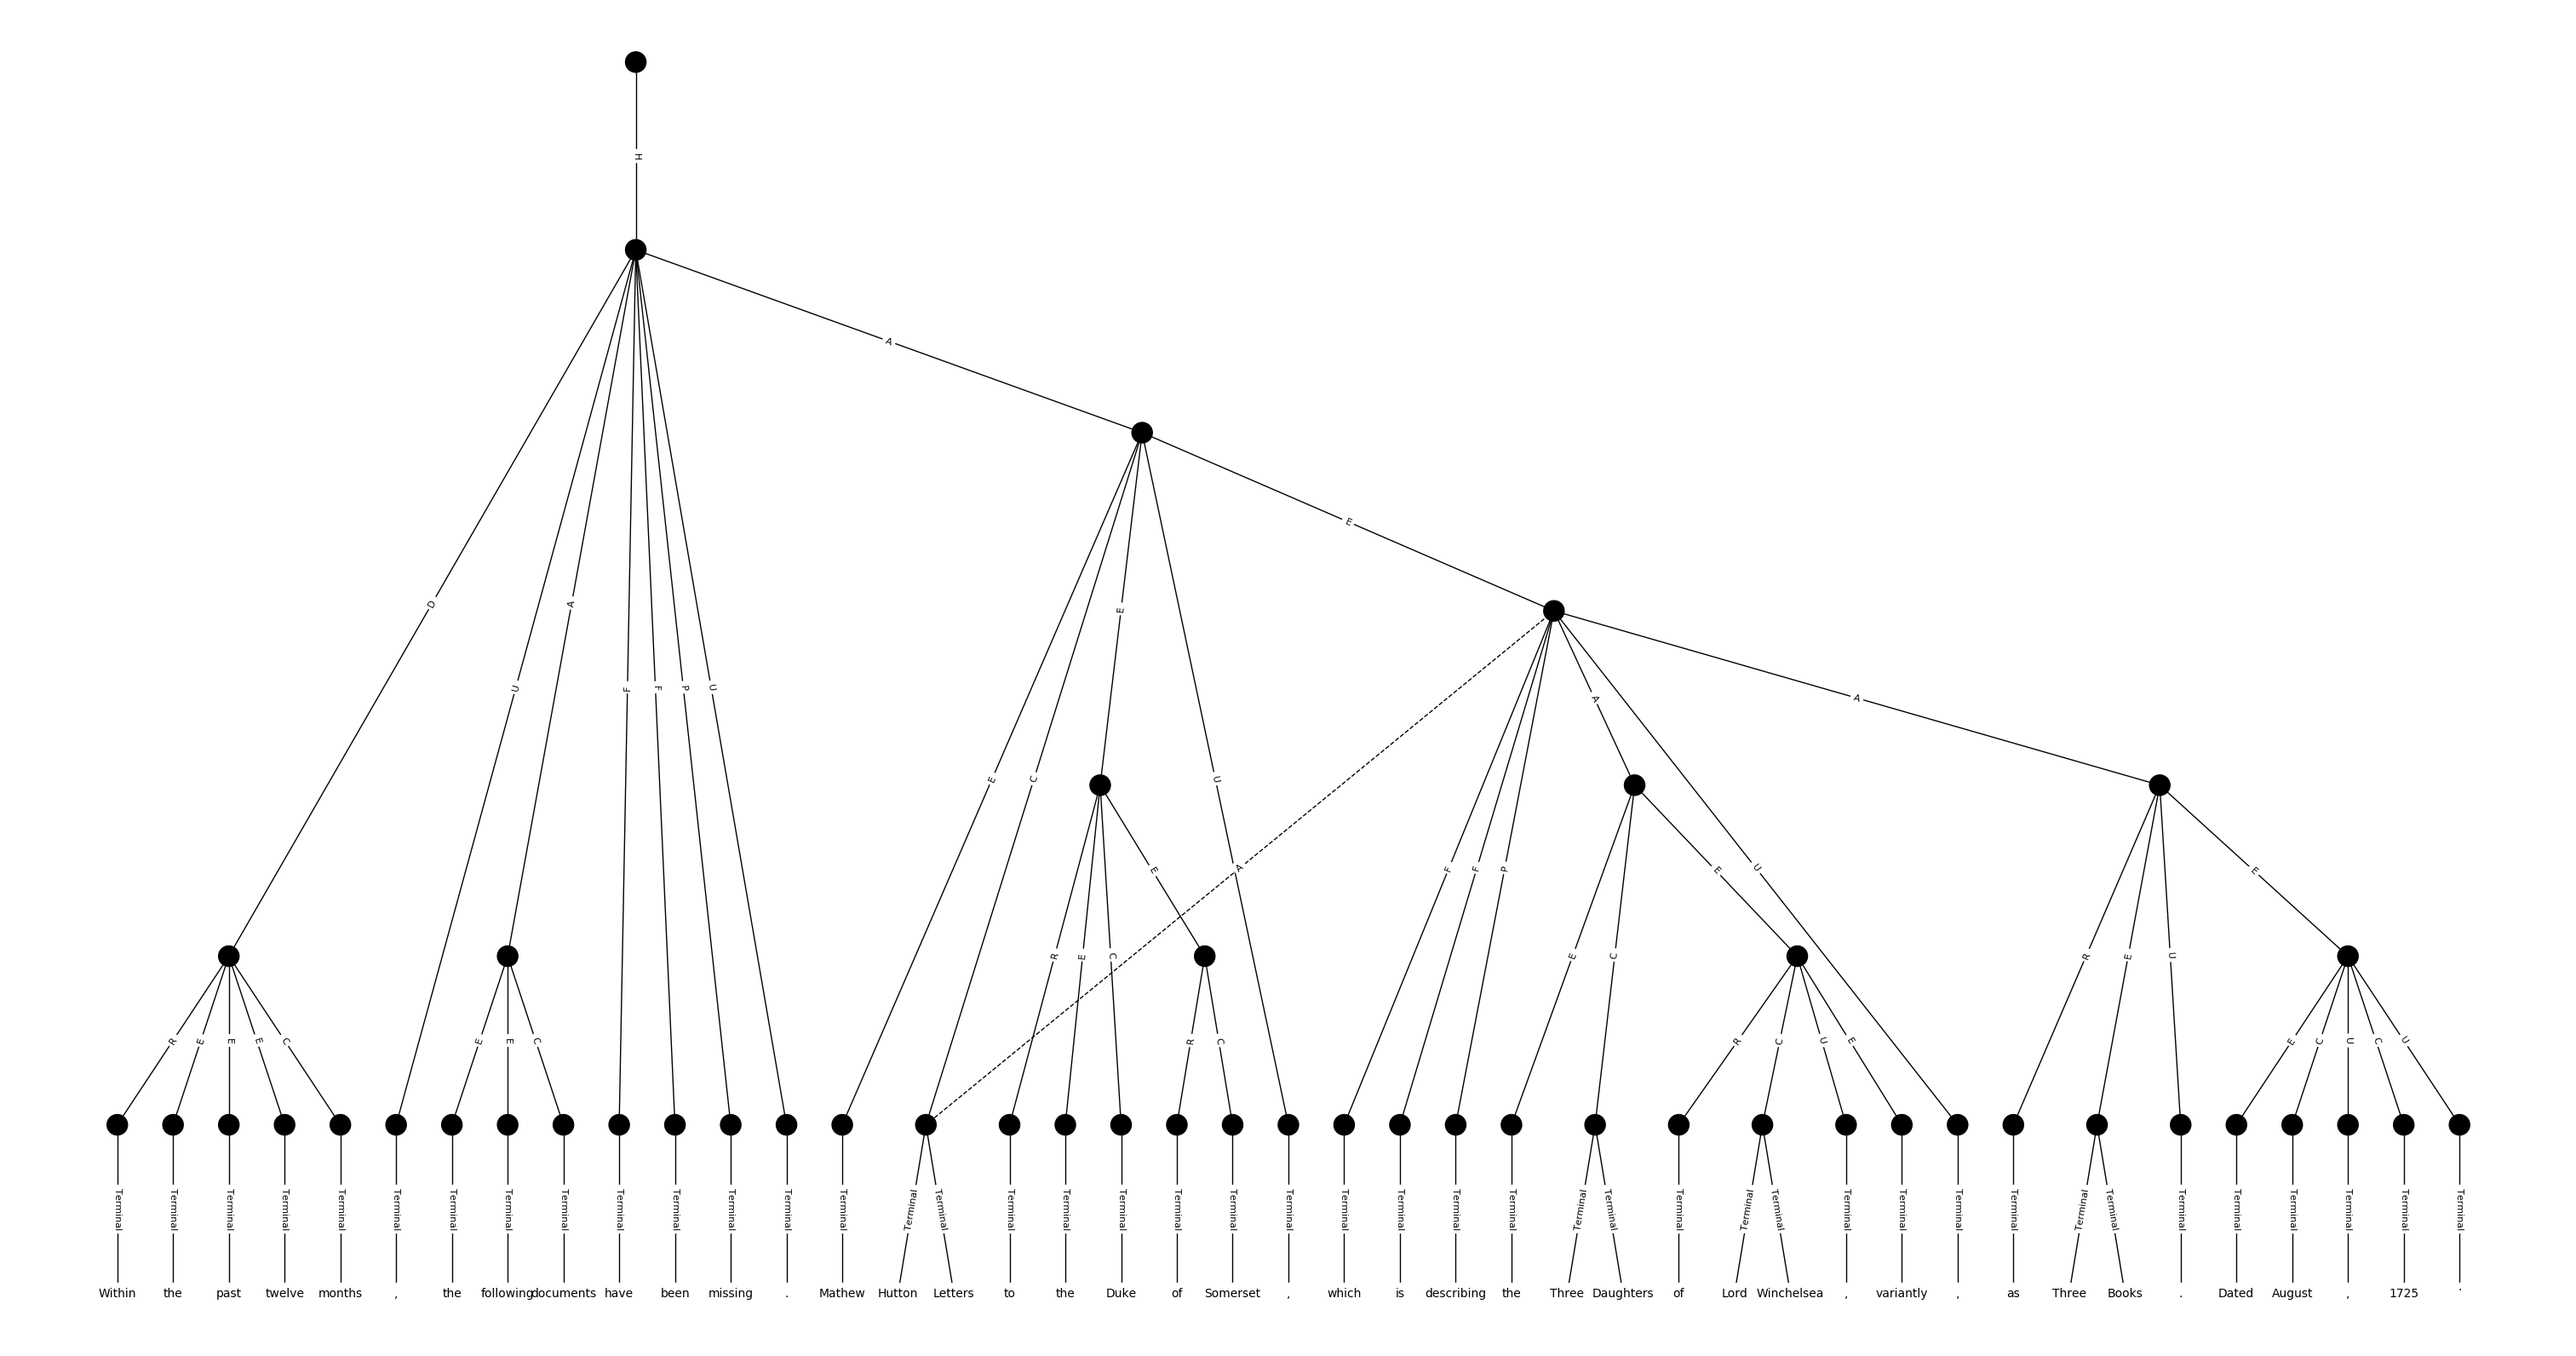 H
A
E
D
A
E
U
F
F
P
U
A
A
E
C
U
A
F
F
P
E
U
E
R
E
C
E
C
R
E
U
R
E
E
E
C
E
E
C
R
C
R
C
U
E
E
C
U
C
U
Terminal Terminal Terminal Terminal Terminal Terminal Terminal Terminal Terminal Terminal Terminal Terminal Terminal Terminal Terminal Terminal Terminal Terminal Terminal Terminal Terminal Terminal Terminal Terminal Terminal Terminal Terminal Terminal Terminal Terminal Terminal Terminal Terminal Terminal Terminal Terminal Terminal Terminal Terminal Terminal Terminal Terminal Terminal
Within the past twelve months , the following documents have been missing . Mathew Hutton Letters to the Duke of Somerset , which is describing the Three Daughters of Lord Winchelsea , variantly , as Three Books . Dated August , 1725 .